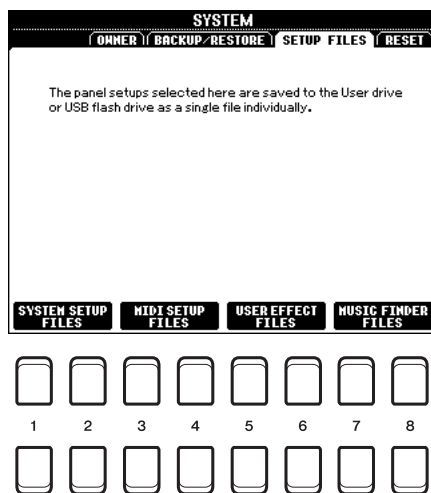 SYSTEM
OWNER BACKUP/RESTORE SETUP FILES RESET
The panel setups selected here are saved to the User drive
or USB flash drive as a single file individually.
SYSTEM SETUP FILES
MIDI SETUP FILES
USER EFFECT FILES
MUSIC FINDER FILES
1 2 3 4 5 6 7 8